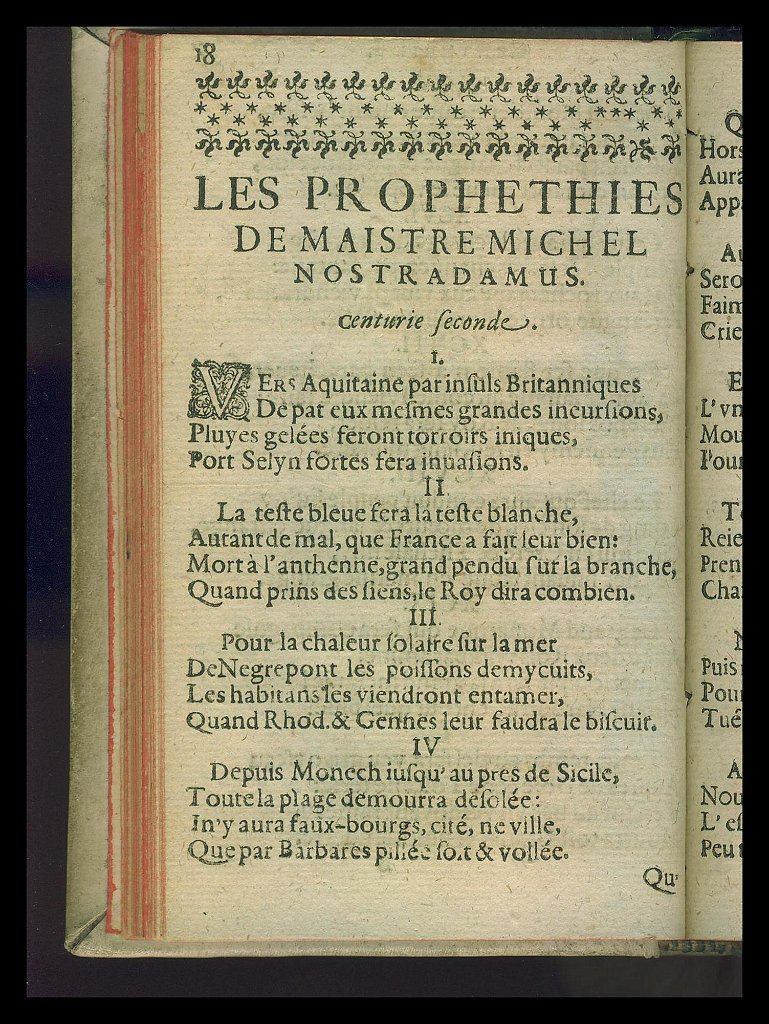 18
LES PROPHETHIES
DE MAISTRE MICHEL
NOSTRADAMUS.
Centurie ſeconde.
I.
VERS Aquitaine par inſuls Britanniques
De pat eux meſmes grandes incurſions,
Pluyes gelées feront torroirs iniques,
Port Selyn fortes fera inuaſions.
II
La teſte bleue fera la teſte blanche,
Autant de mal, que France a fait leur bien:
Mort à l'anthenne, grand pendu ſur la branche,
Quand prins des ſiens, le Roy dira combien.
III.
Pour la chaleur ſolaire ſur la mer
De Negrepont les poiſſons demy cuits,
Les habitans les viendront entamer,
Quand Rhod. & Gennes leur faudra le biſcuit.
IV
Depuis Monech iuſqu' au pres de Sicile,
Toute la plage demourra deſolée:
In'y aura faux-bourgs, cité, ne ville,
Que par Barbares pillée ſoit & vollée.
Qu'
Hors
Aura
App
Au
Sero
Faim
Crie
E
L'vn
Mou
Pour
Reie
Pren
Cha
Puis
Pour
Tué
A
Nou
L'eſ
Peu